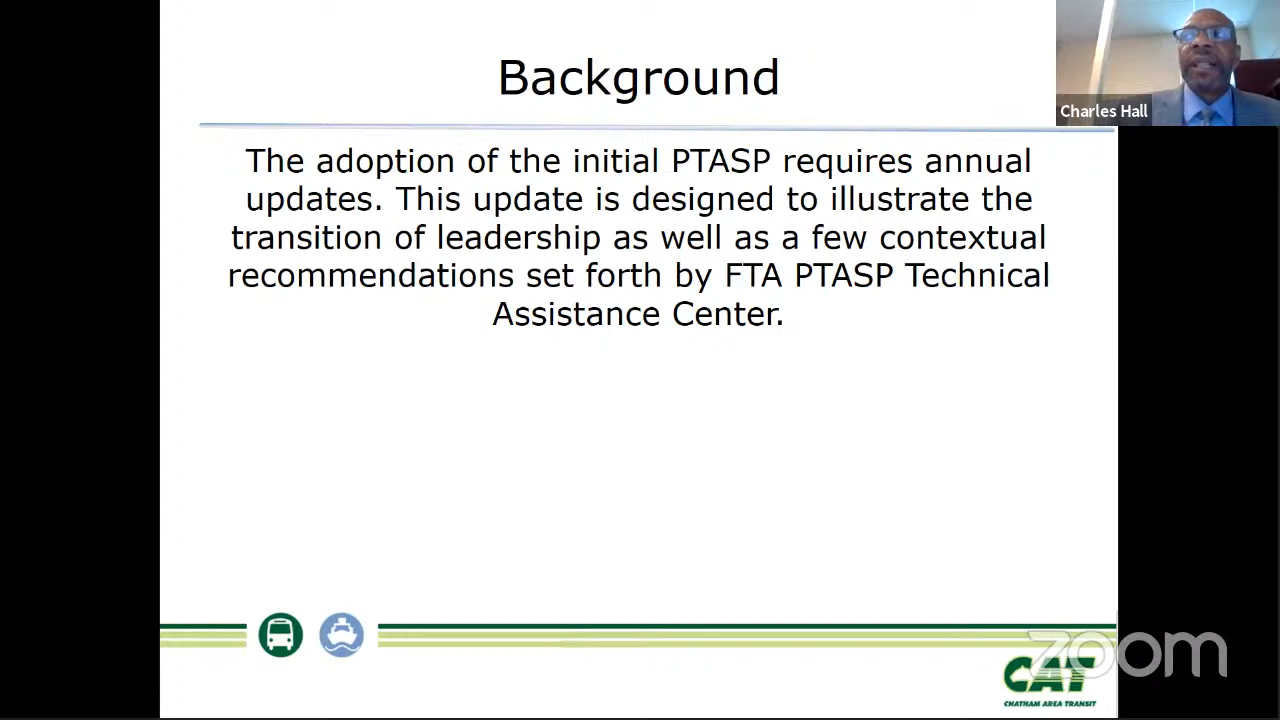 Background
Charles Hall
The adoption of the initial PTASP requires annual
updates. This update is designed to illustrate the
transition of leadership as well as a few contextual
recommendations set forth by FTA PTASP Technical
Assistance Center.
zoom
CAT
CHATHAM AREA TRANSIT